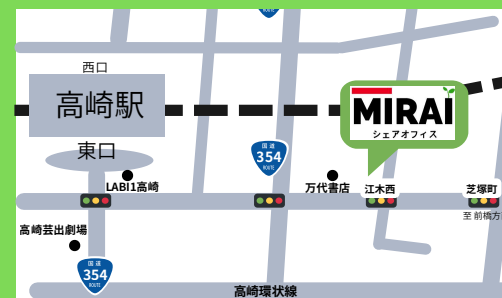 西口
高崎駅
東口
MIRAI
シェアオフィス
国道
354
ROUTE
LABI1高崎
万代書店
江木西
芝塚町
至 前橋方
高崎芸出劇場
国道
354
ROUTE
高崎環状線